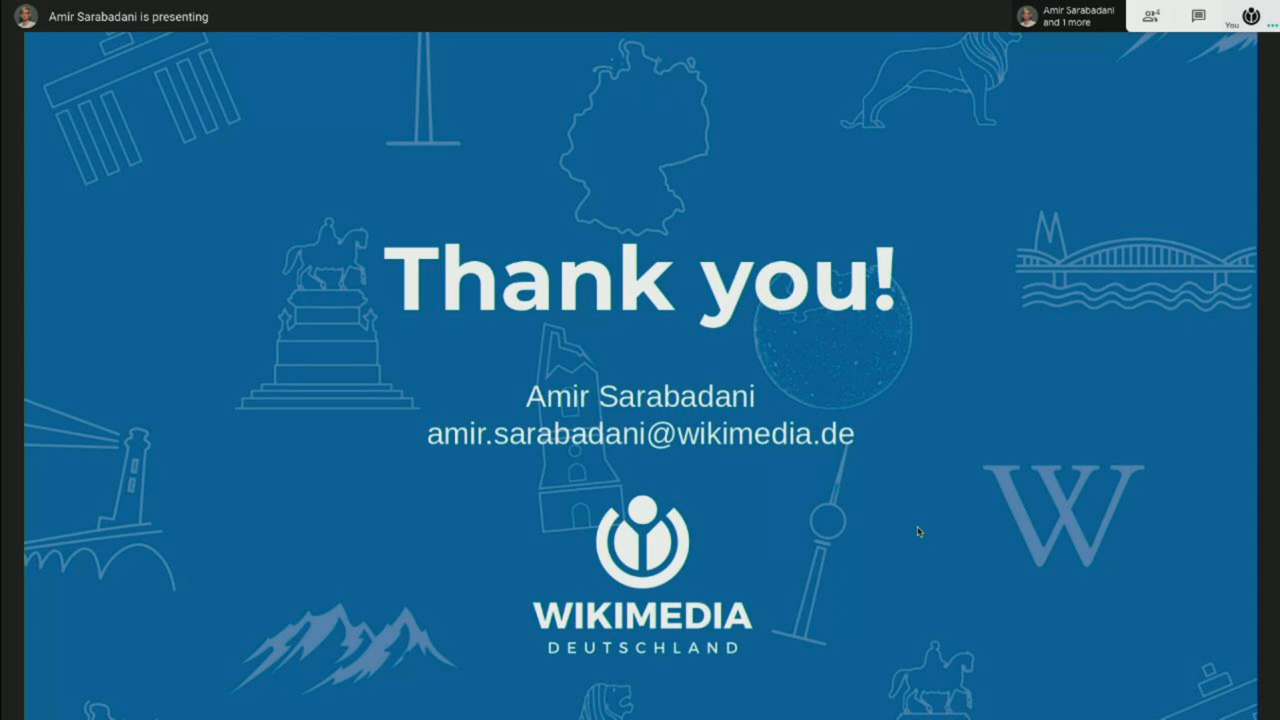 Amir Sarabadani is presenting
Amir Sarabadani
and 1 more
4
You
Thank you!
Amir Sarabadani
amir.sarabadani@wikimedia.de
W
WIKIMEDIA
DEUTSCHLAND